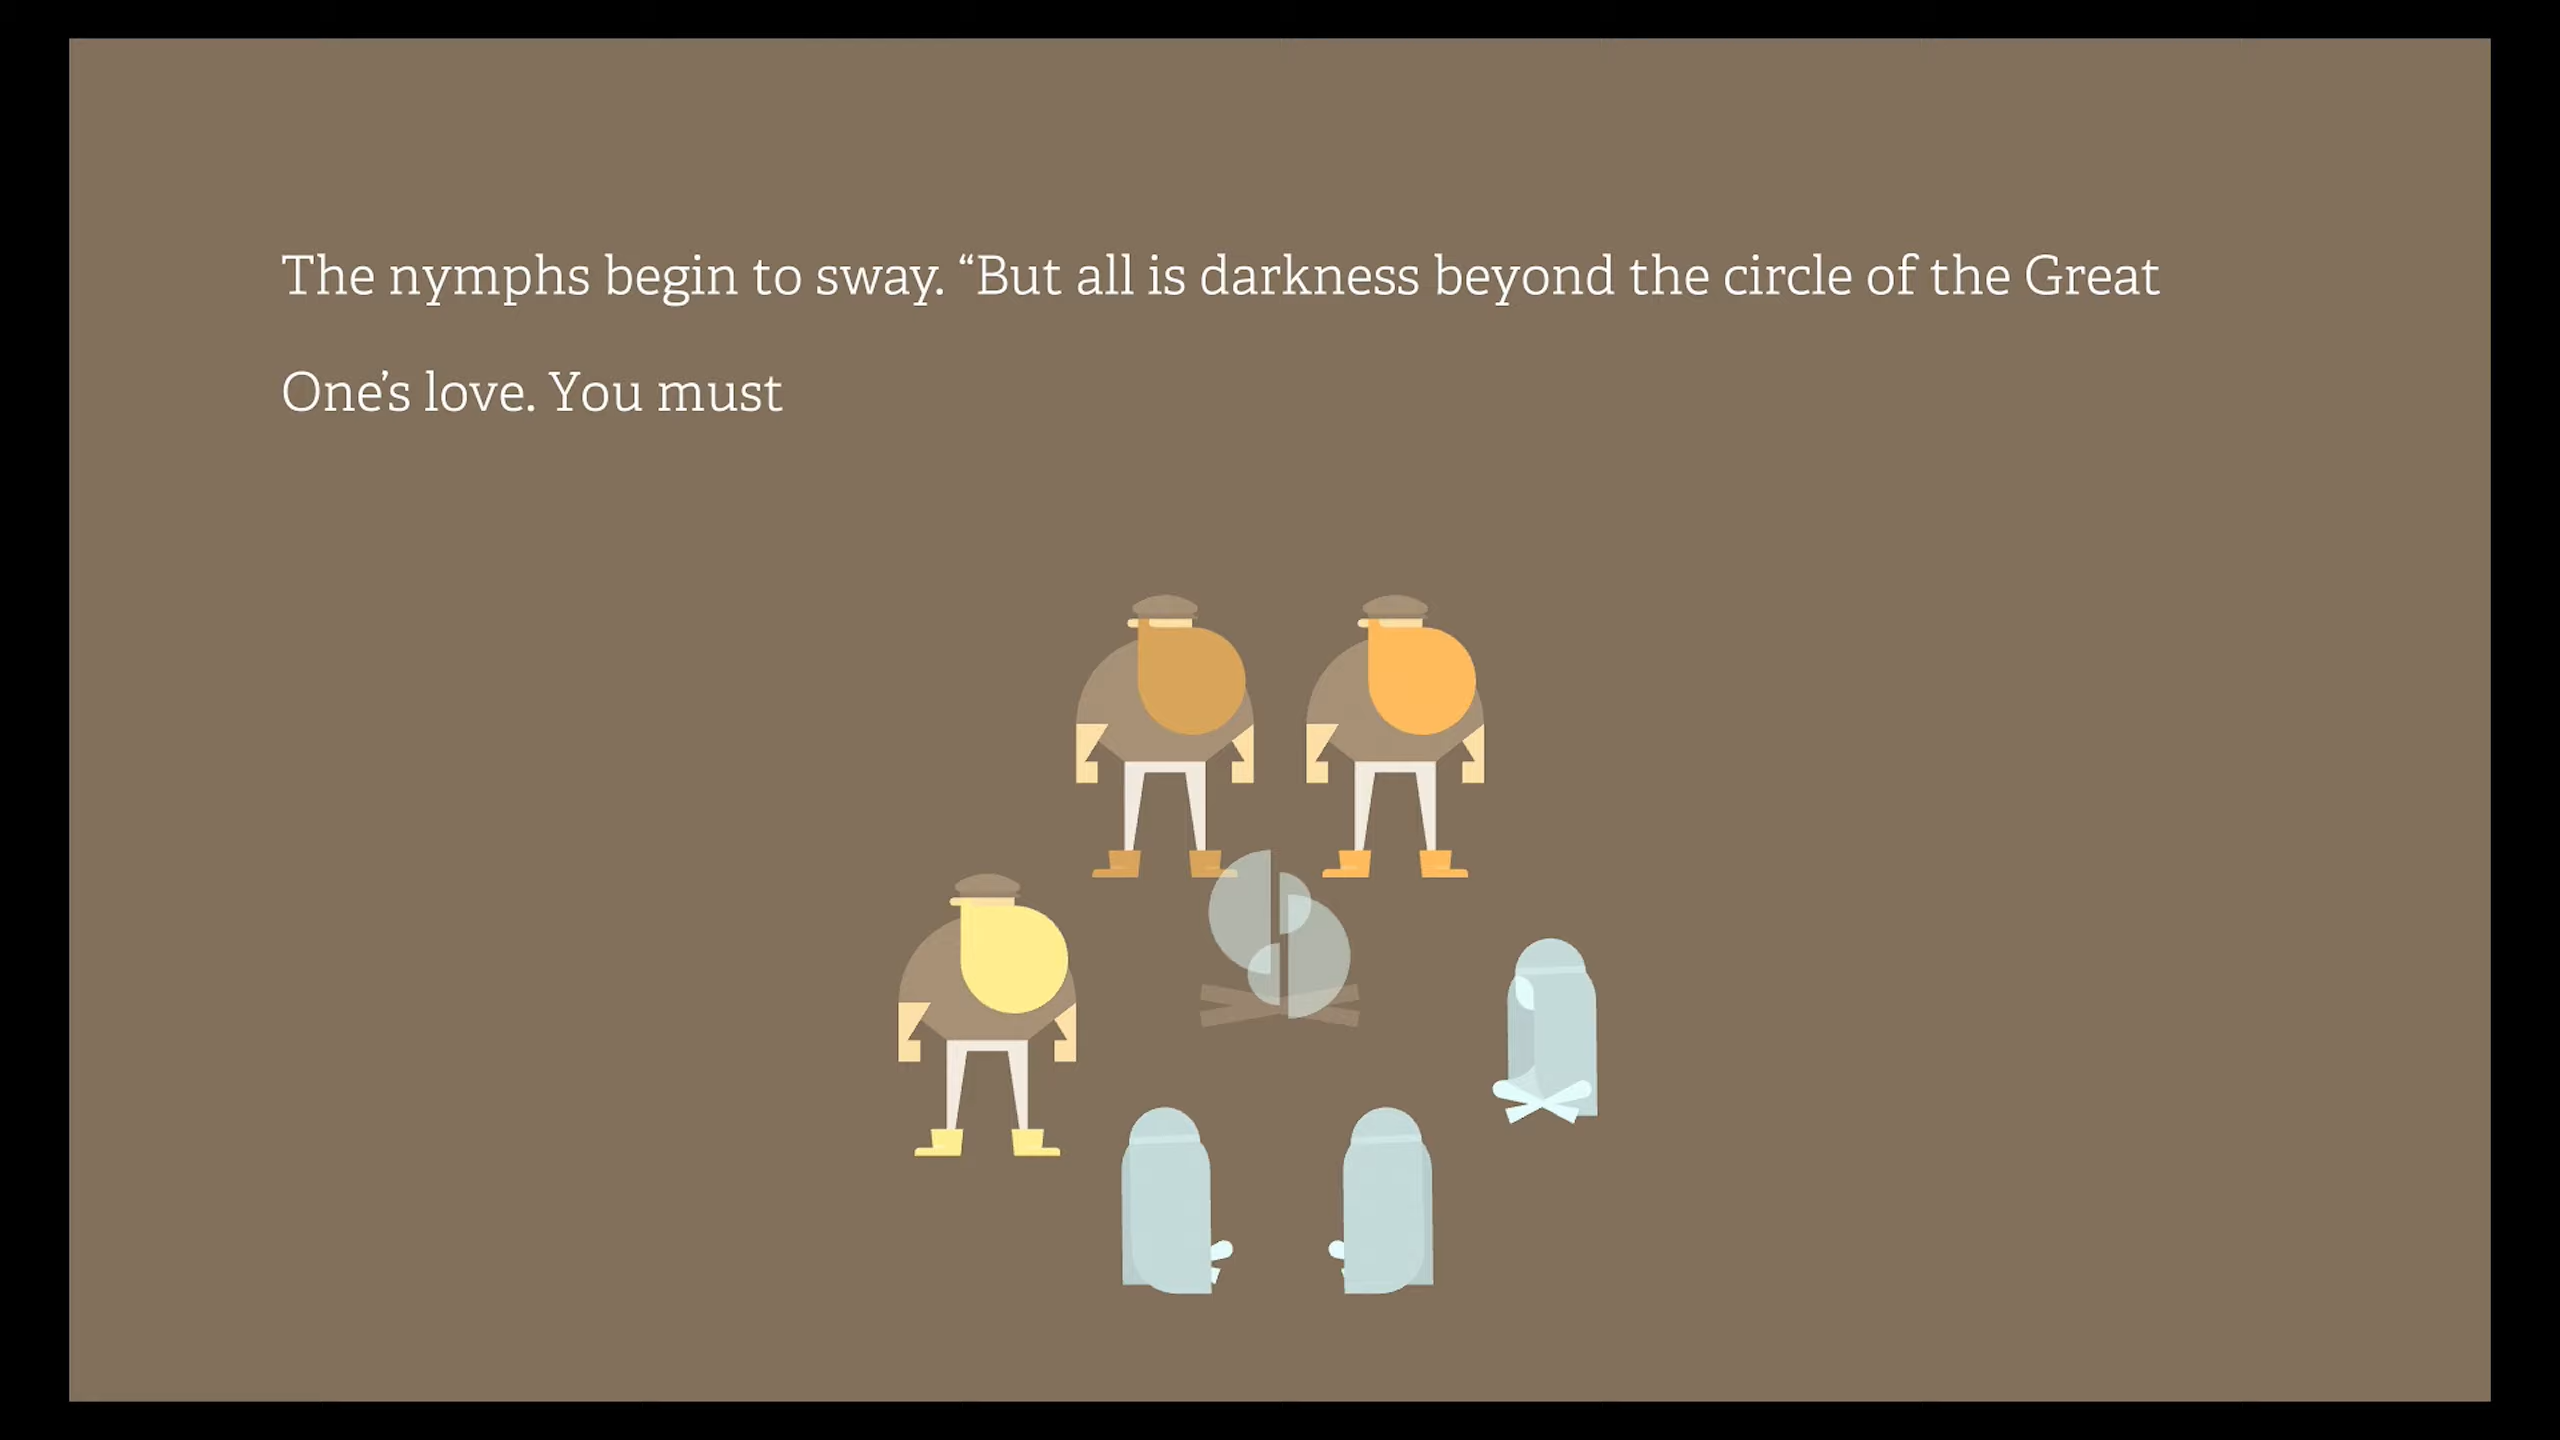 The nymphs begin to sway. “But all is darkness beyond the circle of the Great
One’s love. You must